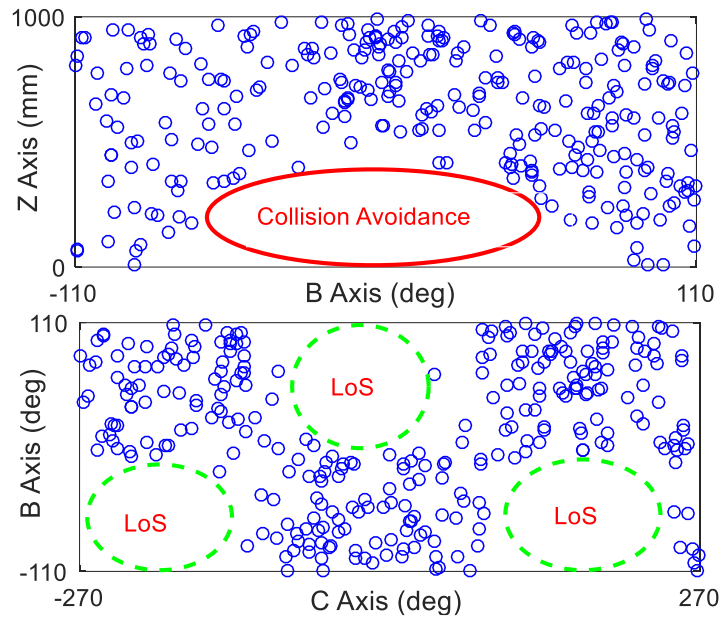 1000
Z Axis (mm)
Collision Avoidance
0
-110
B Axis (deg)
110
110
B Axis (deg)
LoS
LoS
LoS
-110
-270
C Axis (deg)
270